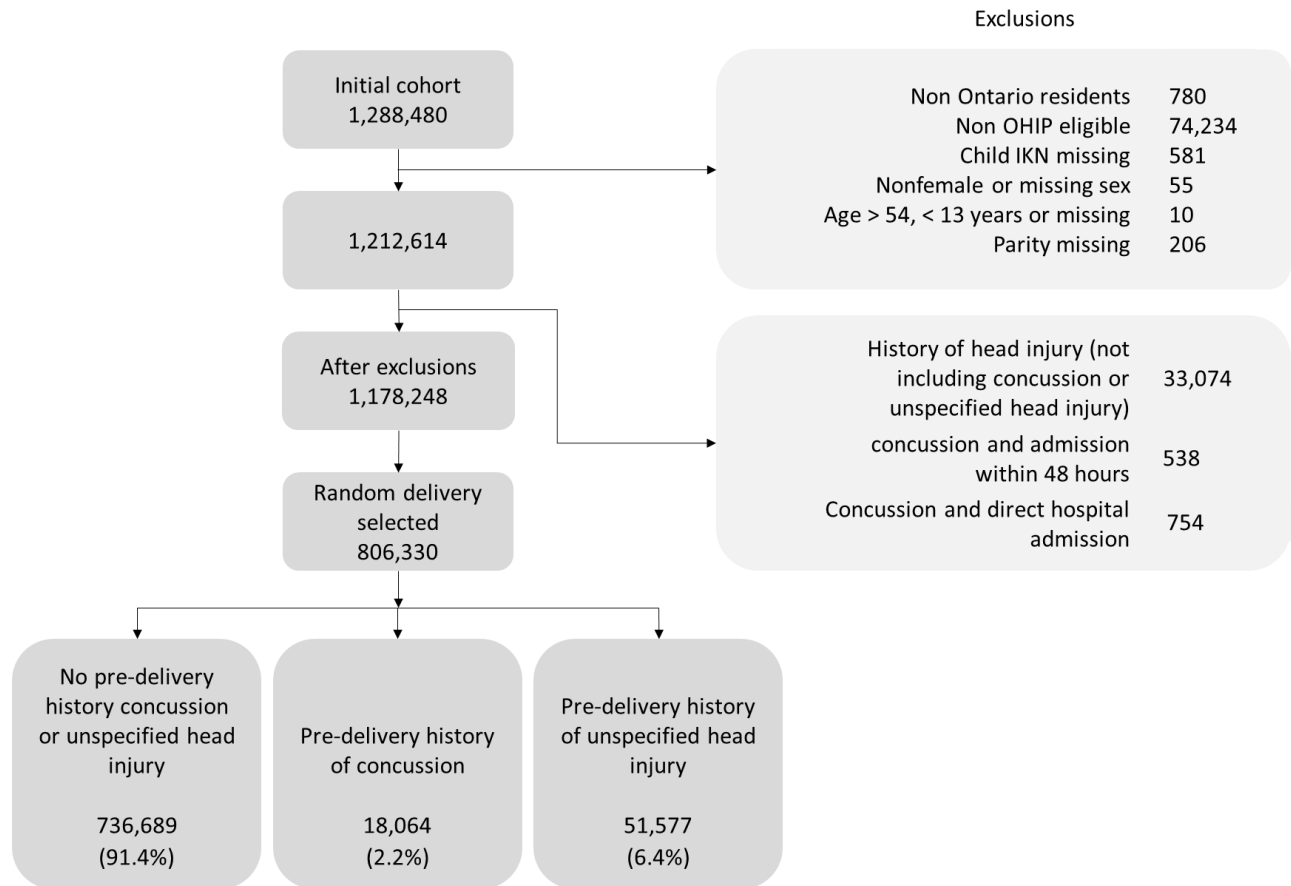 Exclusions
Initial cohort
1,288,480
Non Ontario residents 780
Non OHIP eligible 74,234
Child IKN missing 581
Nonfemale or missing sex 55
Age > 54, < 13 years or missing 10
Parity missing 206
1,212,614
History of head injury (not
including concussion or 33,074
unspecified head injury)
concussion and admission
within 48 hours 538
Concussion and direct hospital 754
admission
After exclusions
1,178,248
Random delivery
selected
806,330
No pre-delivery
history concussion
or unspecified head
injury
736,689
(91.4%)
Pre-delivery history
of concussion
18,064
(2.2%)
Pre-delivery history
of unspecified head
injury
51,577
(6.4%)